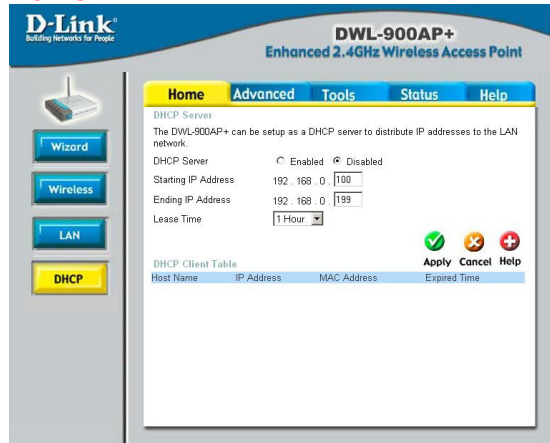 D-Link
Building Networks for People
DWL-900AP+
Enhanced 2.4GHz Wireless Access Point
Home Advanced Tools Status Help
Wizard
Wireless
LAN
DHCP
DHCP Server
The DWL-900AP+ can be setup as a DHCP server to distribute IP addresses to the LAN
network.
DHCP Server Enabled Disabled
Starting IP Address 192 . 168 . 0 . 100
Ending IP Address 192 . 168 . 0 . 199
Lease Time 1 Hour
Apply Cancel Help
DHCP Client Table
Host Name IP Address MAC Address Expired Time